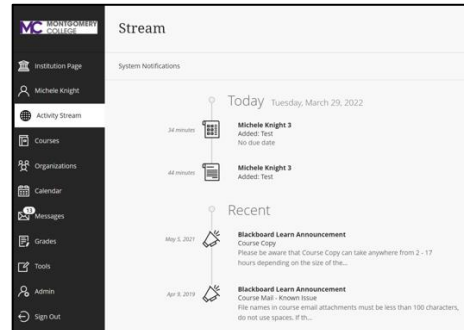 MC MONTGOMERY
COLLEGE
Institution Page
Michele Knight
Activity Stream
Courses
Organizations
Calendar
13
Messages
Grades
Tools
Admin
Sign Out
Stream
System Notifications
Today Tuesday, March 29, 2022
34 minutes
Michele Knight 3
Added: Test
No due date
44 minutes
Michele Knight 3
Added: Test
Recent
May 5, 2021
Blackboard Learn Announcement
Course Copy
Please be aware that Course Copy can take anywhere from 2 - 17
hours depending on the size of the...
Apr 9, 2019
Blackboard Learn Announcement
Course Mail - Known Issue
File names in course email attachments must be less than 100 characters,
do not use spaces. If th...